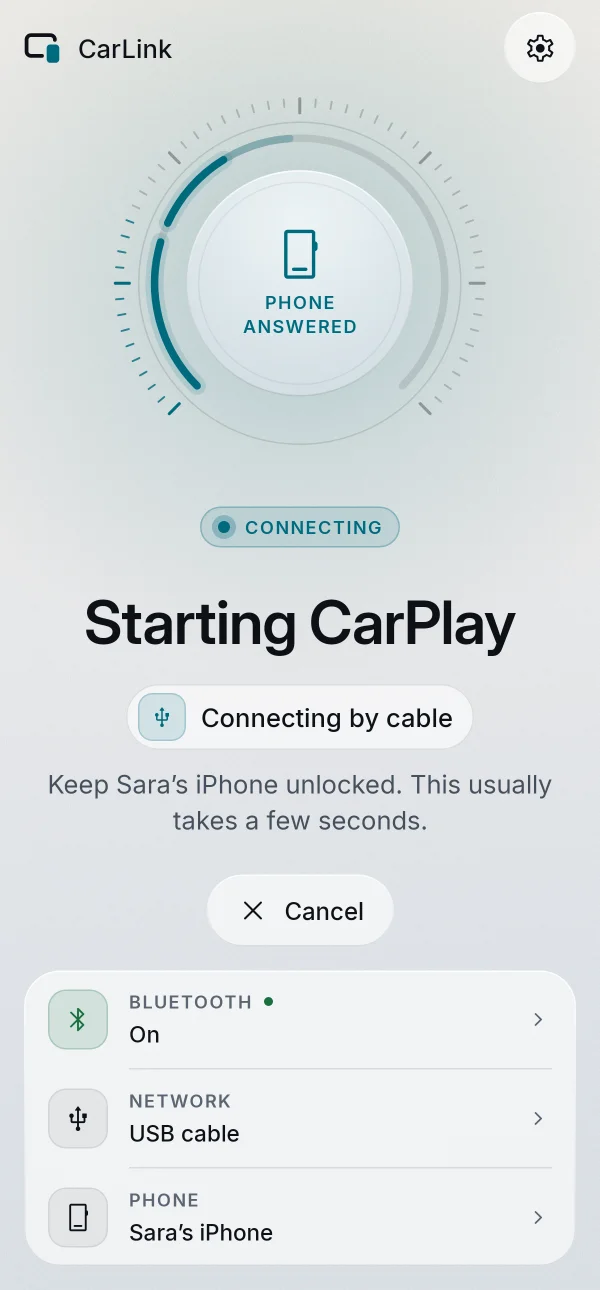 CarLink
PHONE
ANSWERED
CONNECTING
Starting CarPlay
Connecting by cable
Keep Sara’s iPhone unlocked. This usually
takes a few seconds.
Cancel
BLUETOOTH
On
NETWORK
USB cable
PHONE
Sara’s iPhone